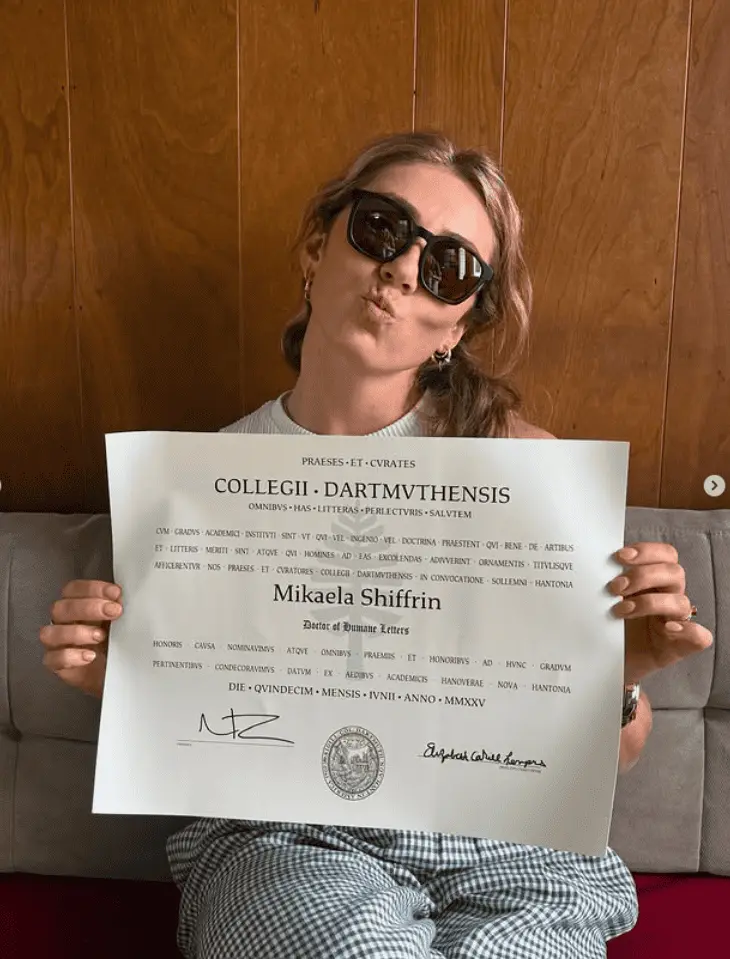 PRAESES • ET • CVRATES
COLLEGII • DARTMVTHENSIS
OMNIBVS • HAS • LITTERAS • PERLECTVRIS • SALVTEM
CVM · GRADVS · ACADEMICI · INSTITVTI · SINT · VT · QVI · VEL · INGENIO · VEL · DOCTRINA · PRAESTENT · QVI · BENE · DE · ARTIBUS
ET · LITTERIS · MERITI · SINT · ATQVE · QVI · HOMINES · AD · EAS · EXCOLENDAS · ADIVVERINT · ORNAMENTIS · TITVLISQVE
AFFICERENTVR · NOS · PRAESES · ET · CVRATORES · COLLEGII · DARTMVTHENSIS · IN · CONVOCATIONE · SOLLEMNI · HANTONIA
Mikaela Shiffrin
Doctor of Humane Letters
HONORIS · CAVSA · NOMINAVIMVS · ATQVE · OMNIBVS · PRAEMIIS · ET · HONORIBVS · AD · HVNC · GRADVM
PERTINENTIBVS · CONDECORAVIMVS · DATVM · EX · AEDIBVS · ACADEMICIS · HANOVERAE · NOVA · HANTONIA
DIE • QVINDECIM • MENSIS • IVNII • ANNO • MMXXV